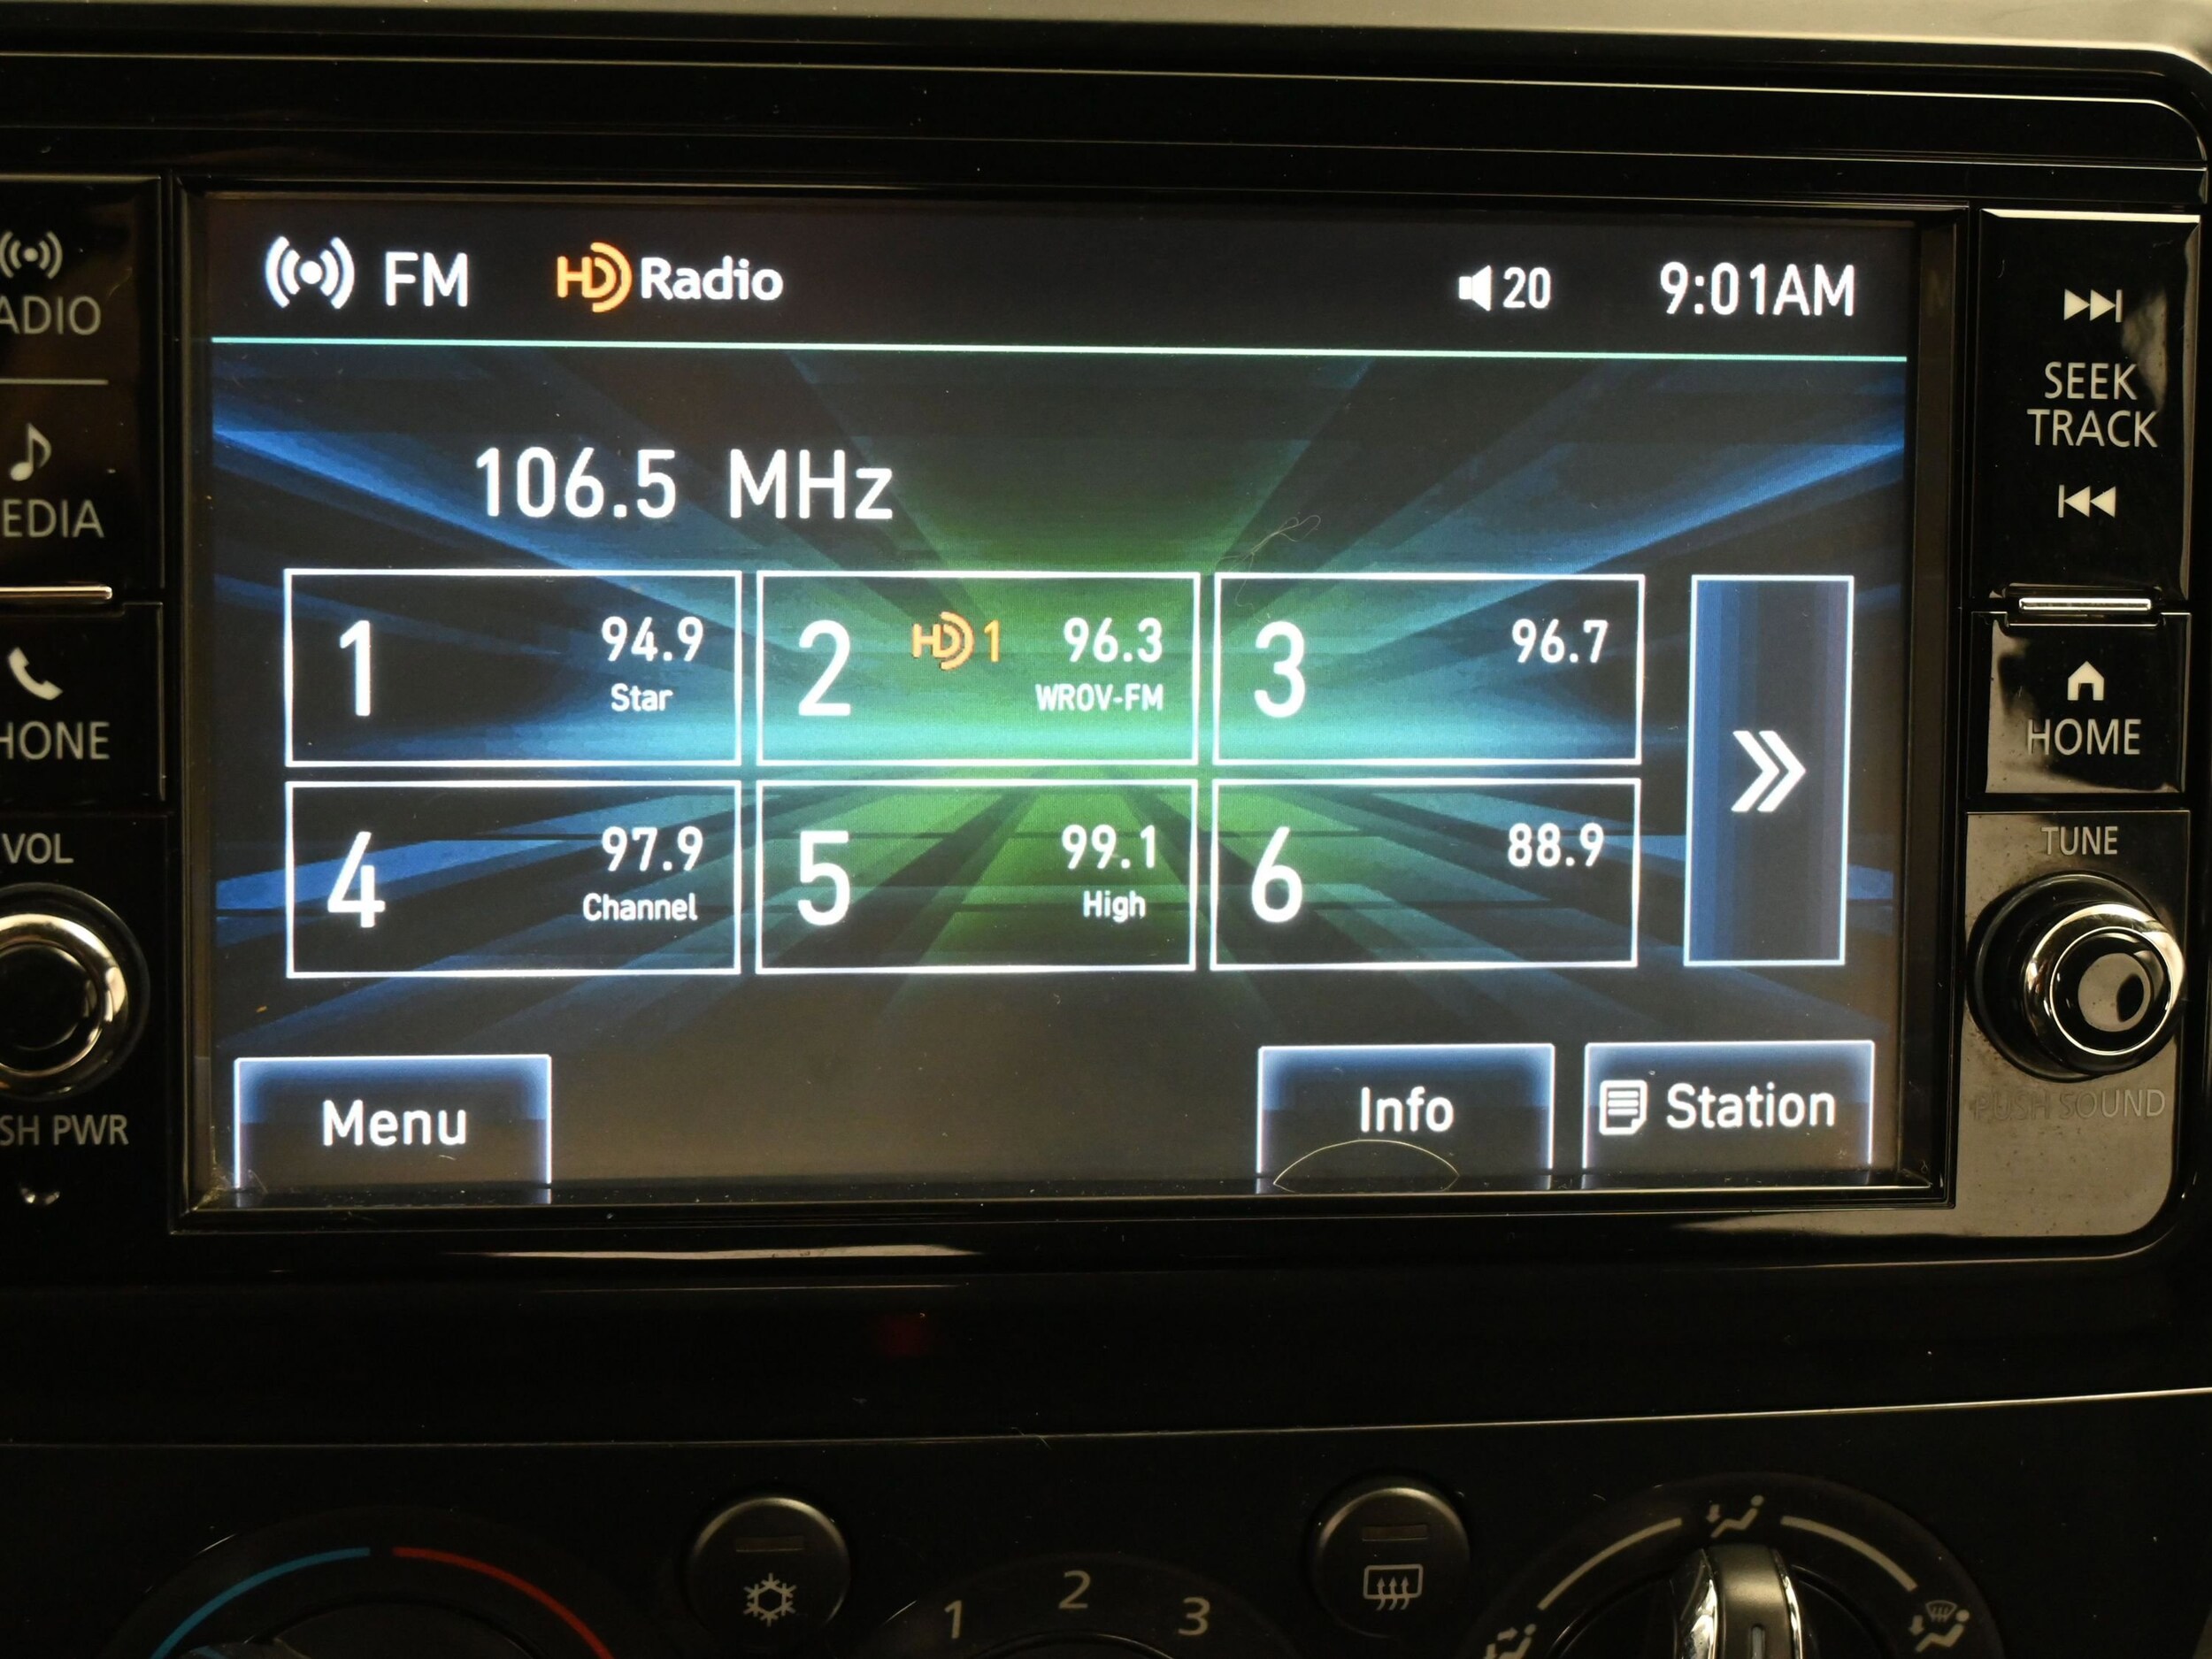 FM HD Radio 20 9:01AM
106.5 MHz
1 94.9
Star
2 HD 1 96.3
WROV-FM
3 96.7
4 97.9
Channel
5 99.1
High
6 88.9
Menu
Info
Station
ADIO
EDIA
HONE
VOL
SH PWR
SEEK
TRACK
HOME
TUNE
PUSH SOUND
1 2 3